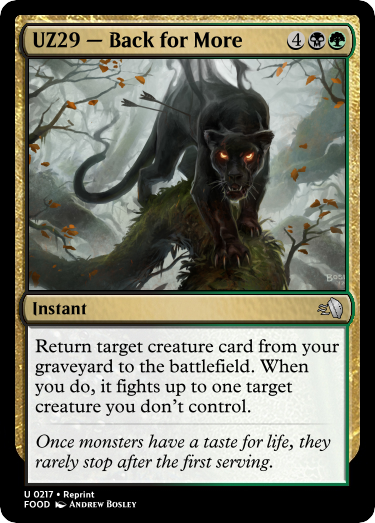 UZ29 — Back for More 4
Instant
Return target creature card from your
graveyard to the battlefield. When
you do, it fights up to one target
creature you don't control.
Once monsters have a taste for life, they
rarely stop after the first serving.
U 0217 • Reprint
FOOD Andrew Bosley